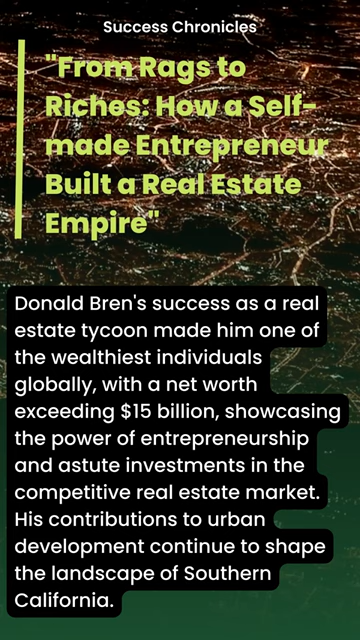 Success Chronicles
"From Rags to
Riches: How a Self-
made Entrepreneur
Built a Real Estate
Empire"
Donald Bren's success as a real
estate tycoon made him one of
the wealthiest individuals
globally, with a net worth
exceeding $15 billion, showcasing
the power of entrepreneurship
and astute investments in the
competitive real estate market.
His contributions to urban
development continue to shape
the landscape of Southern
California.